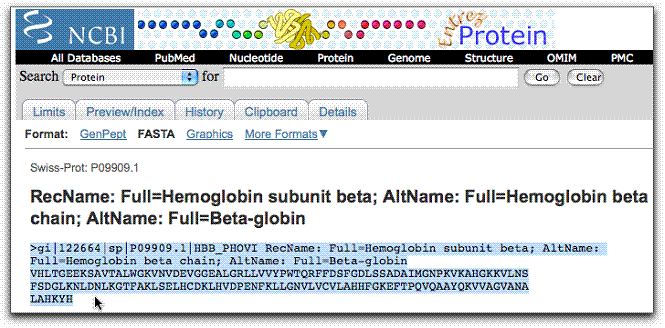 NCBI
Entrez
Protein
All Databases PubMed Nucleotide Protein Genome Structure OMIM PMC
Search Protein for Go Clear
Limits Preview/Index History Clipboard Details
Format: GenPept FASTA Graphics More Formats▼
Swiss-Prot: P09909.1
RecName: Full=Hemoglobin subunit beta; AltName: Full=Hemoglobin beta
chain; AltName: Full=Beta-globin
>gi|122664|sp|P09909.1|HBB_PHOVI RecName: Full=Hemoglobin subunit beta; AltName:
Full=Hemoglobin beta chain; AltName: Full=Beta-globin
VHLTGEEKSAVTALWGKVNVDEVGGEALGRLLVVYPWTQRFFDSFGDLSSADAIMGNPKVKAHGKKVLNS
FSDGLKNLDNLKGTFAKLSELHCDKLHVDPENFKLLGNVLVCVLAHHFGKEFTPQVQAAYQKVVAGVANA
LAHKYH